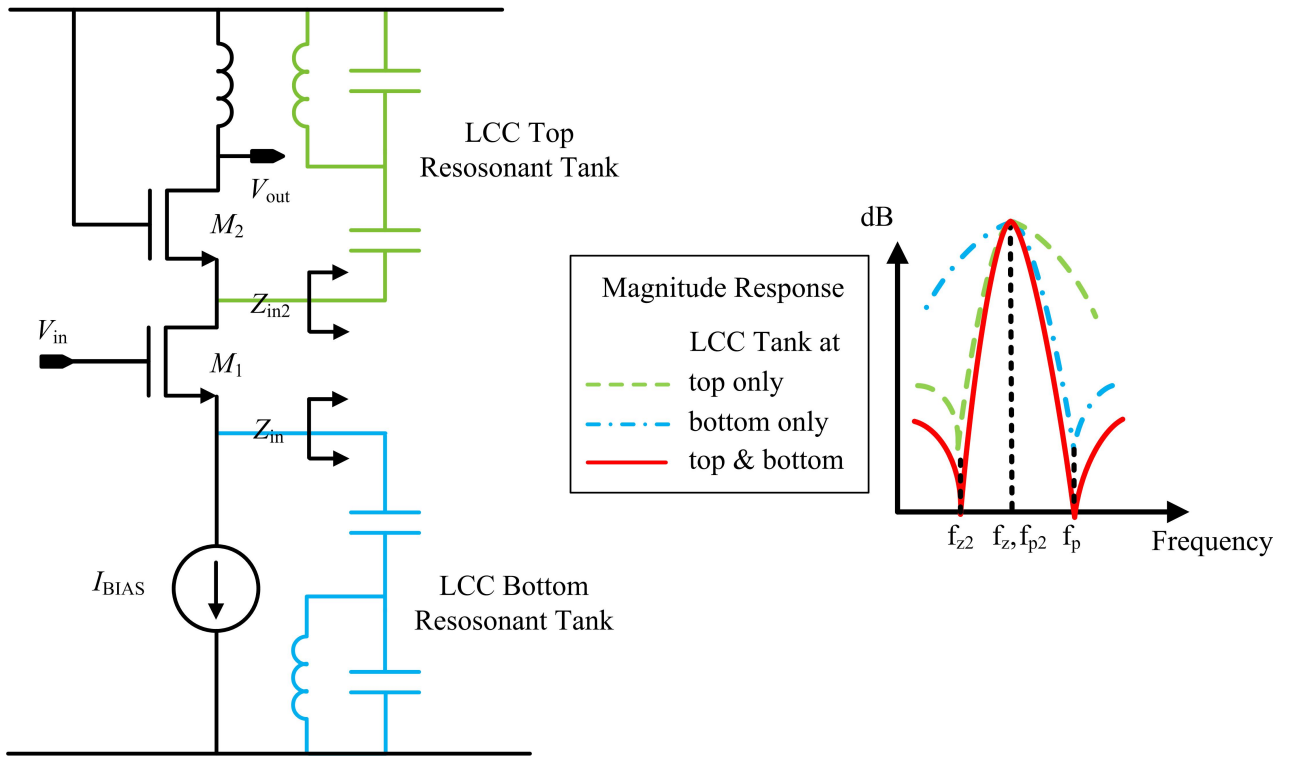 LCC Top
Resosonant Tank
Vout
M2
Zin2
Vin
M1
Zin
IBIAS
LCC Bottom
Resosonant Tank
Magnitude Response
LCC Tank at
top only
bottom only
top & bottom
dB
fz2 fz,fp2 fp
Frequency